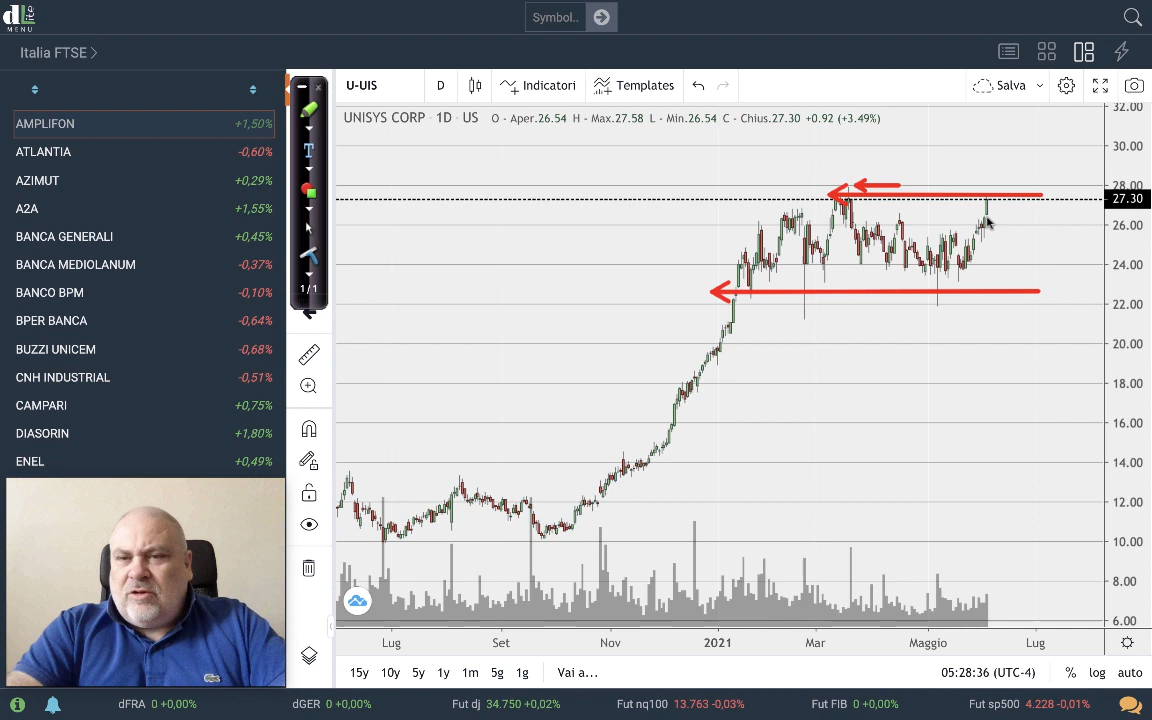 dLite
MENU
Symbol..
Italia FTSE
AMPLIFON +1,50%
ATLANTIA -0,60%
AZIMUT +0,29%
A2A +1,55%
BANCA GENERALI +0,45%
BANCA MEDIOLANUM -0,37%
BANCO BPM -0,10%
BPER BANCA -0,64%
BUZZI UNICEM -0,68%
CNH INDUSTRIAL -0,51%
CAMPARI +0,75%
DIASORIN +1,80%
ENEL +0,49%
T
1/1
U-UIS D Indicatori Templates Salva
UNISYS CORP · 1D · US O - Aper.26.54 H - Max.27.58 L - Min.26.54 C - Chius.27.30 +0.92 (+3.49%)
32.00
30.00
28.00
27.30
26.00
24.00
22.00
20.00
18.00
16.00
14.00
12.00
10.00
8.00
6.00
Lug Set Nov 2021 Mar Maggio Lug
15y 10y 5y 1y 1m 5g 1g Vai a... 05:28:36 (UTC-4) % log auto
dFRA 0 +0,00% dGER 0 +0,00% Fut dj 34.750 +0,02% Fut nq100 13.763 -0,03% Fut FIB 0 +0,00% Fut sp500 4.228 -0,01%